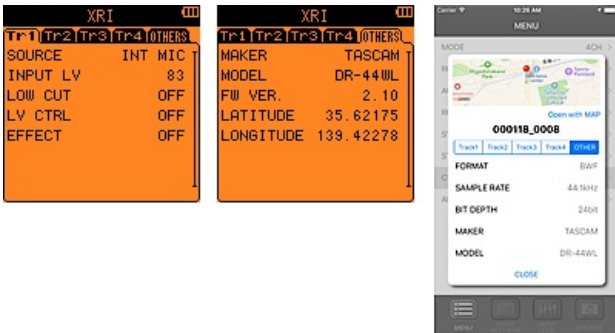 XRI
Tr1 Tr2 Tr3 Tr4 OTHERS
SOURCE INT MIC
INPUT LV 83
LOW CUT OFF
LV CTRL OFF
EFFECT OFF
XRI
Tr1 Tr2 Tr3 Tr4 OTHERS
MAKER TASCAM
MODEL DR-44WL
FW VER. 2.10
LATITUDE 35.62175
LONGITUDE 139.42278
Carrier 10:26 AM
MENU
MODE 4CH
Open with MAP
000118_0008
Track1 Track2 Track3 Track4 OTHER
FORMAT BWF
SAMPLE RATE 44.1kHz
BIT DEPTH 24bit
MAKER TASCAM
MODEL DR-44WL
CLOSE
MENU